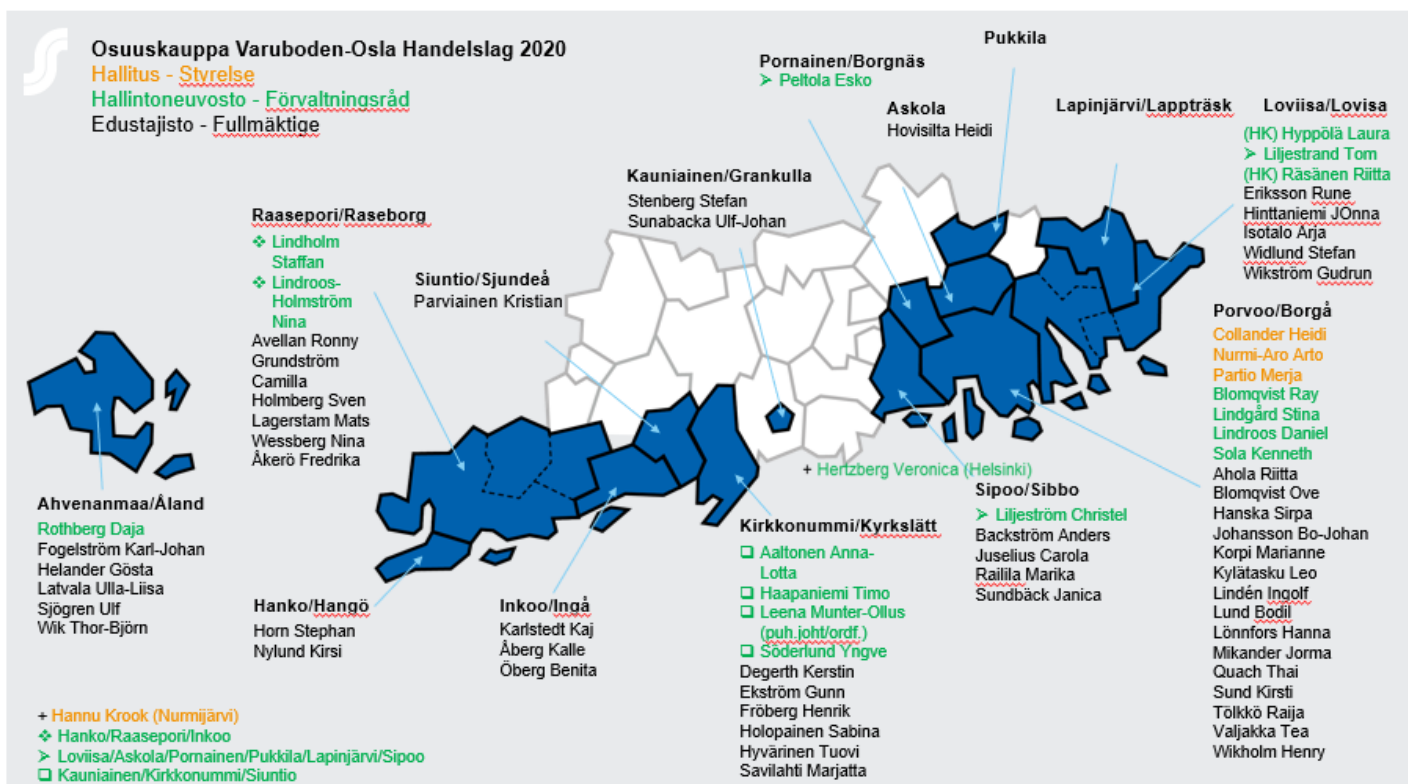 Osuuskauppa Varuboden-Osla Handelslag 2020
Hallitus - Styrelse
Hallintoneuvosto - Förvaltningsråd
Edustajisto - Fullmäktige
Pukkila
Pornainen/Borgnäs
➢ Peltola Esko
Askola
Hovisilta Heidi
Lapinjärvi/Lappträsk
Loviisa/Lovisa
(HK) Hyppölä Laura
➢ Liljestrand Tom
(HK) Räsänen Riitta
Eriksson Rune
Hinttaniemi JOnna
Isotalo Arja
Widlund Stefan
Wikström Gudrun
Kauniainen/Grankulla
Stenberg Stefan
Sunabacka Ulf-Johan
Raasepori/Raseborg
❖ Lindholm
Staffan
❖ Lindroos-
Holmström
Nina
Avellan Ronny
Grundström
Camilla
Holmberg Sven
Lagerstam Mats
Wessberg Nina
Åkerö Fredrika
Siuntio/Sjundeå
Parviainen Kristian
Porvoo/Borgå
Collander Heidi
Nurmi-Aro Arto
Partio Merja
Blomqvist Ray
Lindgård Stina
Lindroos Daniel
Sola Kenneth
Ahola Riitta
Blomqvist Ove
Hanska Sirpa
Johansson Bo-Johan
Korpi Marianne
Kylätasku Leo
Lindén Ingolf
Lund Bodil
Lönnfors Hanna
Mikander Jorma
Quach Thai
Sund Kirsti
Tölkkö Raija
Valjakka Tea
Wikholm Henry
+ Hertzberg Veronica (Helsinki)
Sipoo/Sibbo
➢ Liljeström Christel
Backström Anders
Juselius Carola
Railila Marika
Sundbäck Janica
Ahvenanmaa/Åland
Rothberg Daja
Fogelström Karl-Johan
Helander Gösta
Latvala Ulla-Liisa
Sjögren Ulf
Wik Thor-Björn
Hanko/Hangö
Horn Stephan
Nylund Kirsi
Inkoo/Ingå
Karlstedt Kaj
Åberg Kalle
Öberg Benita
Kirkkonummi/Kyrkslätt
❑ Aaltonen Anna-
Lotta
❑ Haapaniemi Timo
❑ Leena Munter-Ollus
(puh.joht/ordf.)
❑ Söderlund Yngve
Degerth Kerstin
Ekström Gunn
Fröberg Henrik
Holopainen Sabina
Hyvärinen Tuovi
Savilahti Marjatta
+ Hannu Krook (Nurmijärvi)
❖ Hanko/Raasepori/Inkoo
➢ Loviisa/Askola/Pornainen/Pukkila/Lapinjärvi/Sipoo
❑ Kauniainen/Kirkkonummi/Siuntio